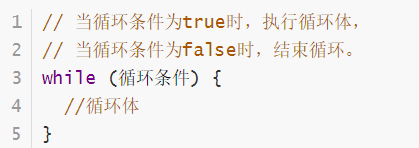 1 // 当循环条件为true时，执行循环体，
2 // 当循环条件为false时，结束循环。
3 while (循环条件) {
4   //循环体
5 }